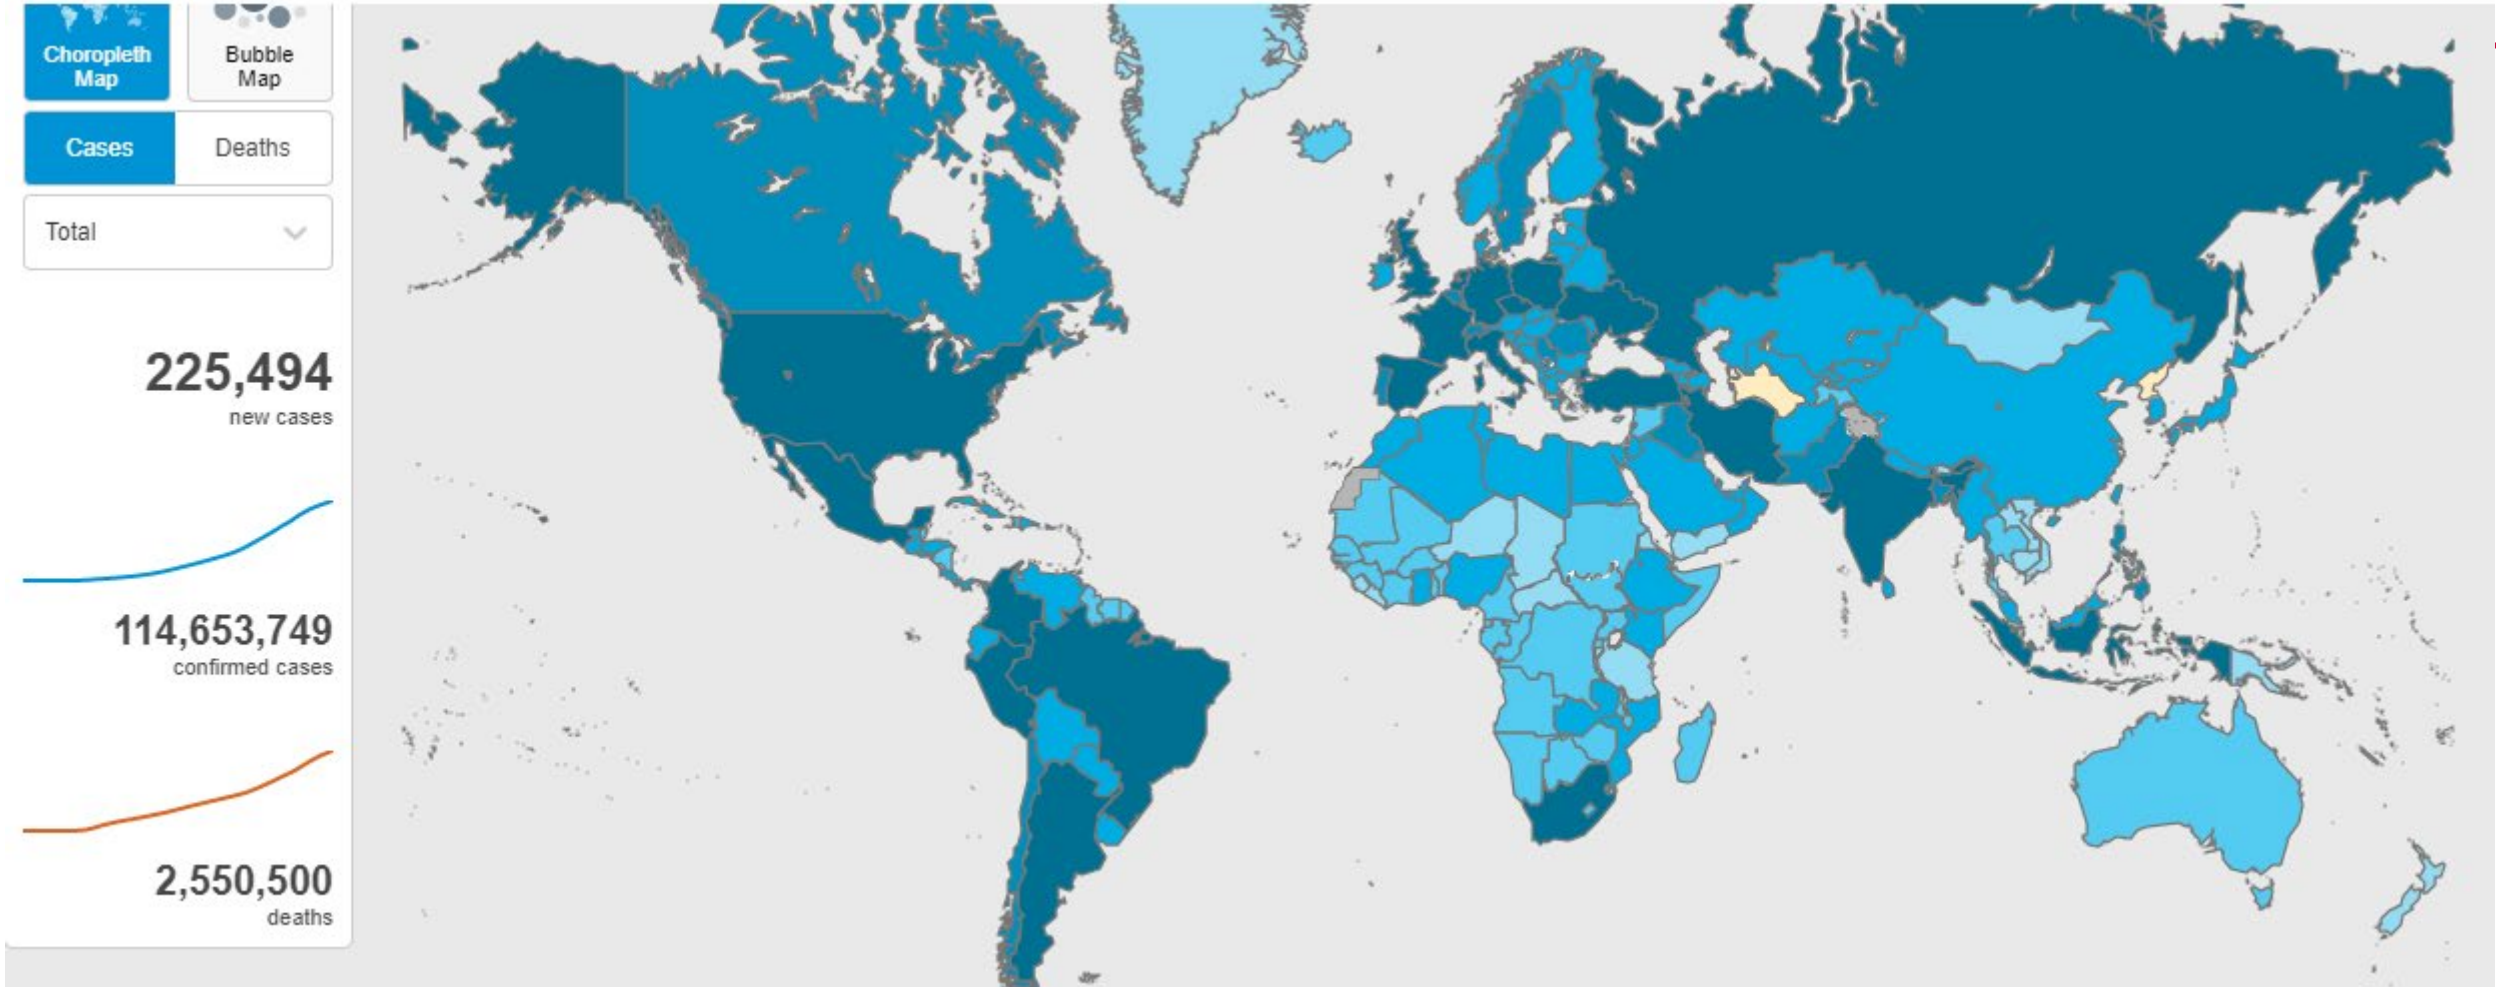 Choropleth
Map
Bubble
Map
Cases
Deaths
Total
225,494
new cases
114,653,749
confirmed cases
2,550,500
deaths